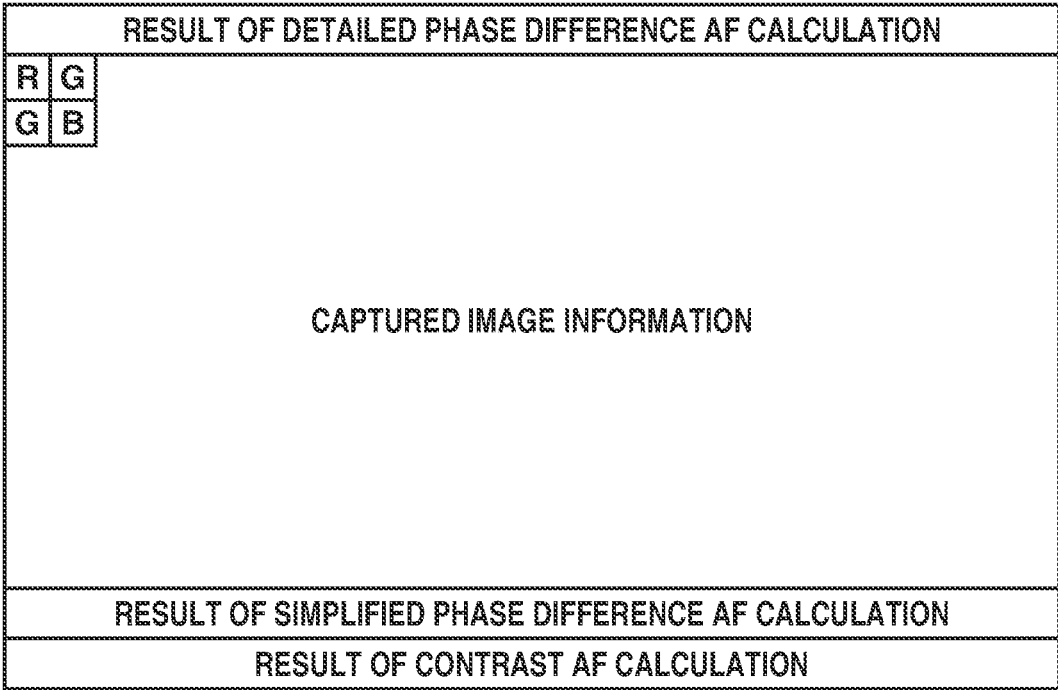 RESULT OF DETAILED PHASE DIFFERENCE AF CALCULATION
R G
G B
CAPTURED IMAGE INFORMATION
RESULT OF SIMPLIFIED PHASE DIFFERENCE AF CALCULATION
RESULT OF CONTRAST AF CALCULATION